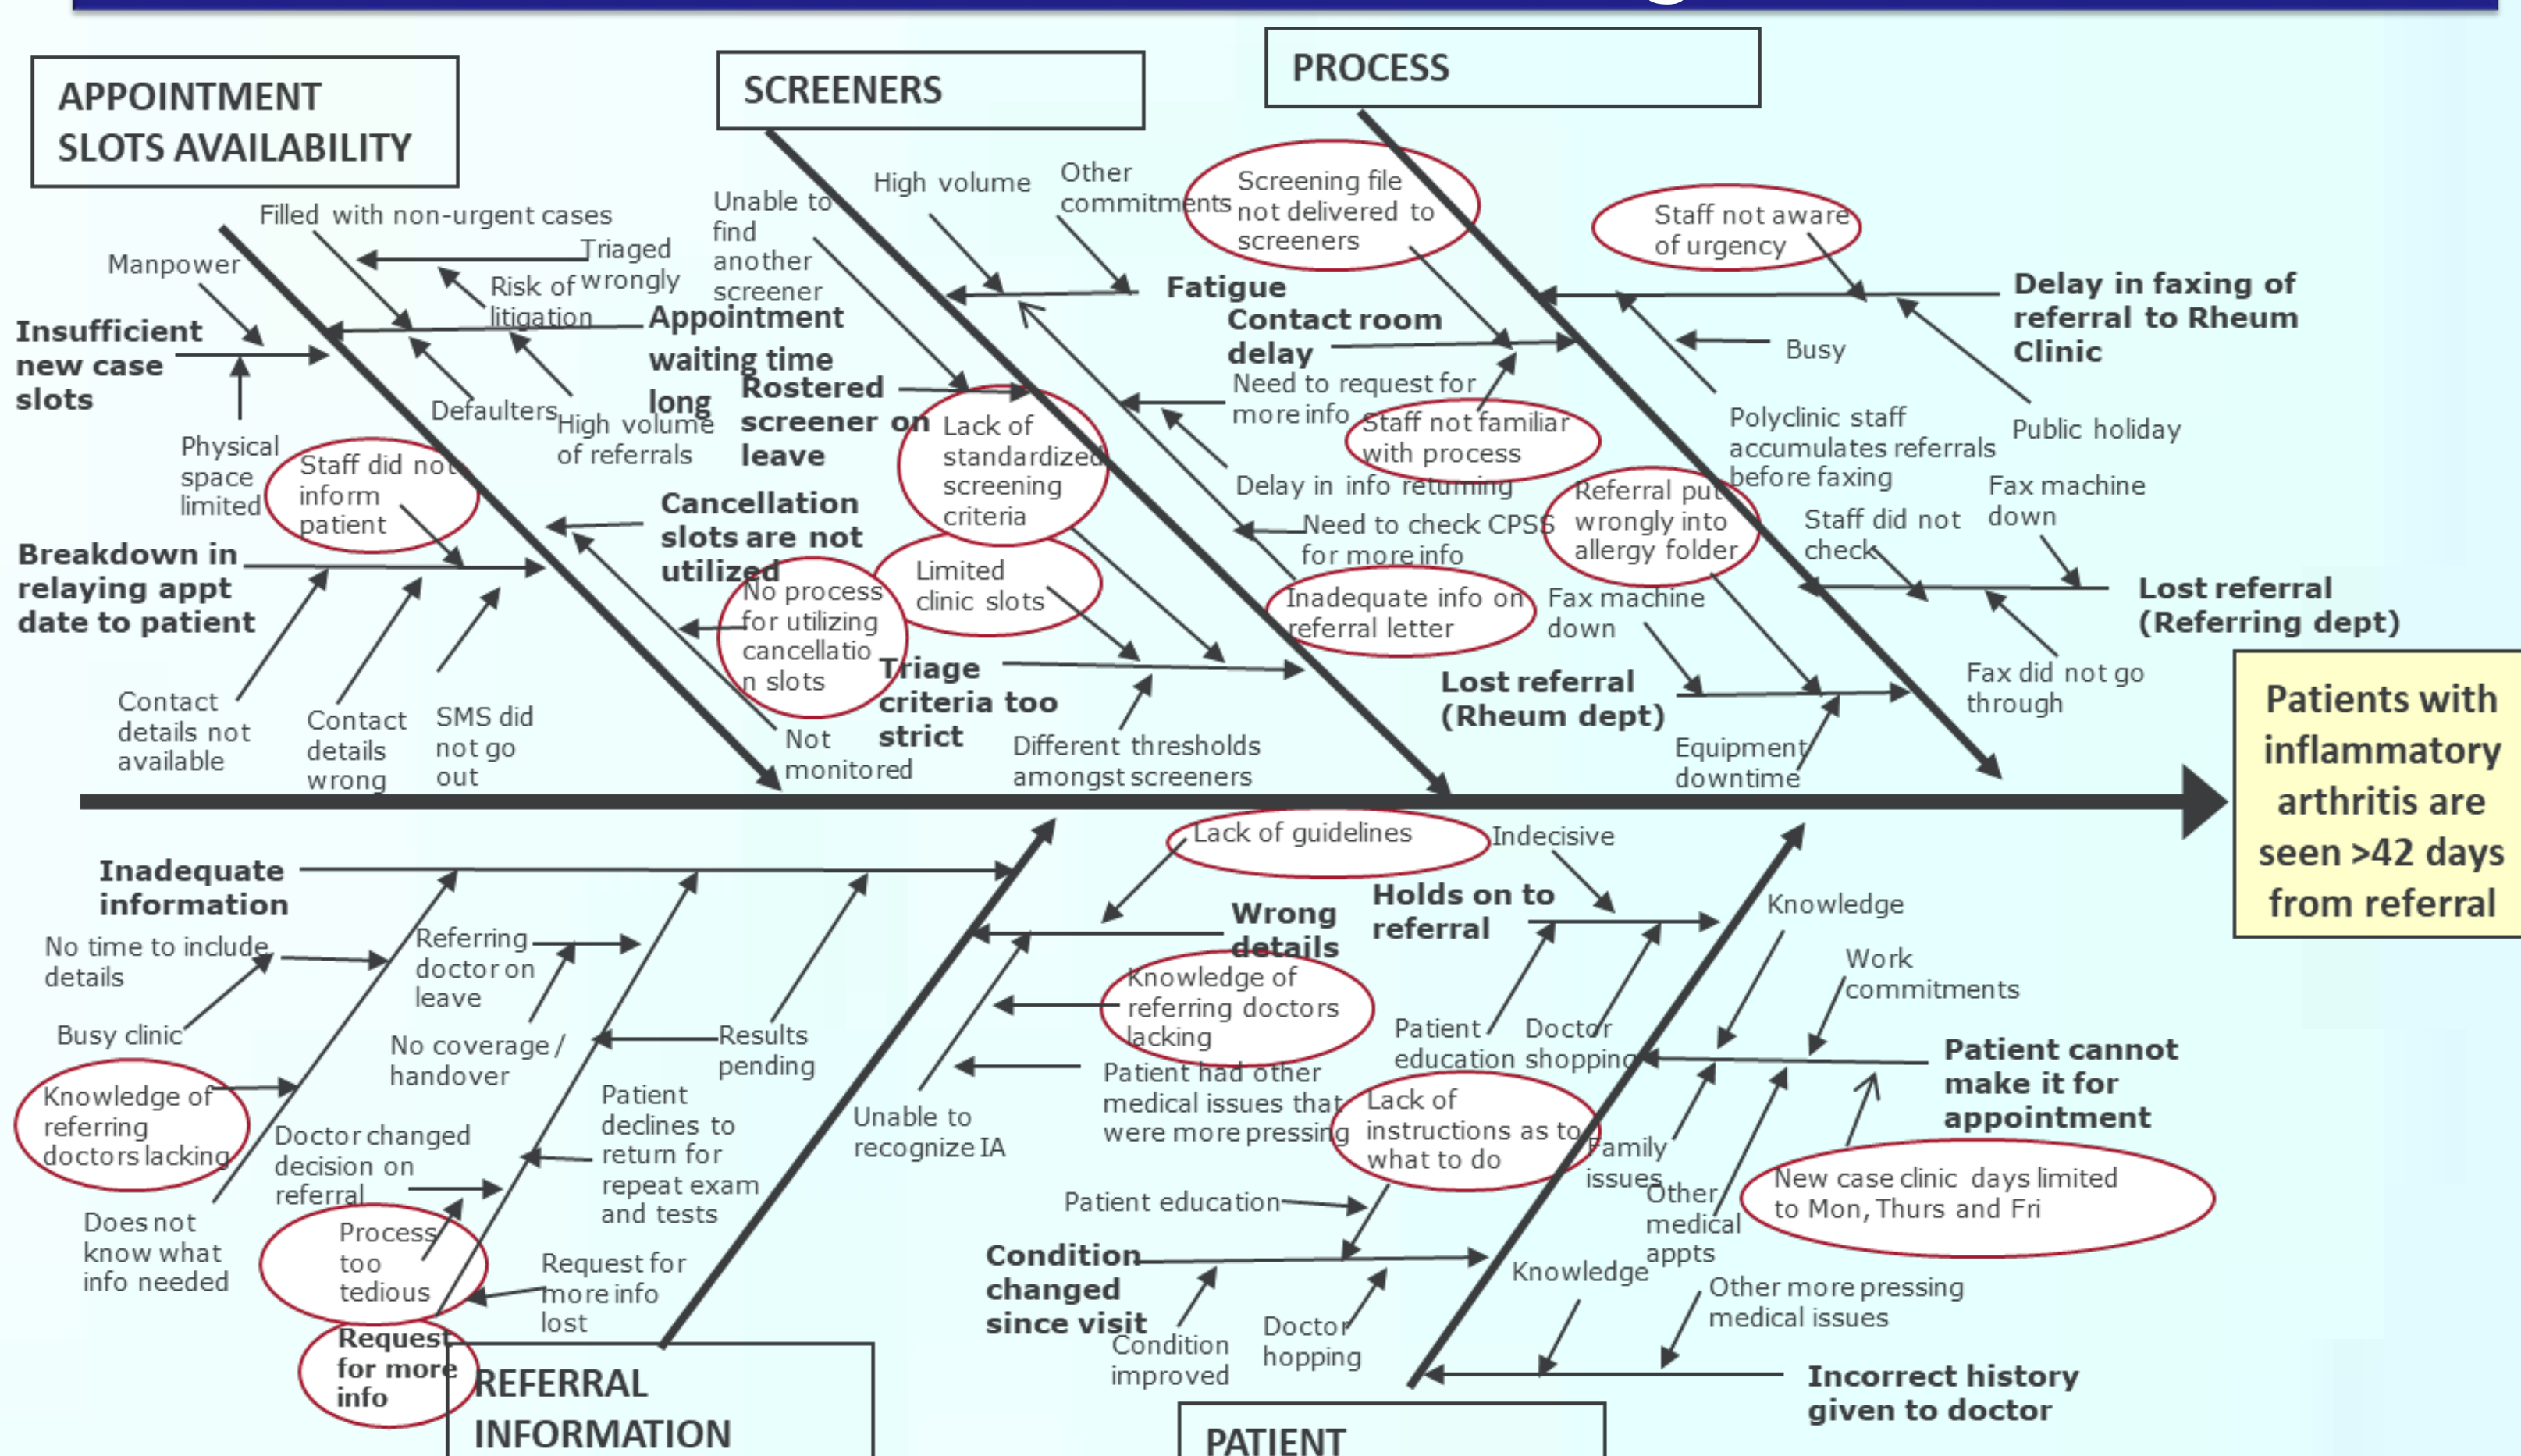 APPOINTMENT
SLOTS AVAILABILITY
SCREENERS
PROCESS
Filled with non-urgent cases
Manpower
Triaged
wrongly
Risk of
litigation
Insufficient
new case
slots
Appointment
waiting time
long
Defaulters
High volume
of referrals
Physical
space
limited
Staff did not
inform
patient
Breakdown in
relaying appt
date to patient
Cancellation
slots are not
utilized
No process
for utilizing
cancellatio
n slots
Not
monitored
Contact
details not
available
Contact
details
wrong
SMS did
not go
out
Unable to
find
another
screener
High volume
Other
commitments
Fatigue
Rostered
screener on
leave
Lack of
standardized
screening
criteria
Limited
clinic slots
Triage
criteria too
strict
Different thresholds
amongst screeners
Need to request for
more info
Delay in info returning
Need to check CPSS
for more info
Inadequate info on
referral letter
Screening file
not delivered to
screeners
Contact room
delay
Staff not familiar
with process
Staff not aware
of urgency
Delay in faxing of
referral to Rheum
Clinic
Busy
Polyclinic staff
accumulates referrals
before faxing
Public holiday
Referral put
wrongly into
allergy folder
Staff did not
check
Fax machine
down
Lost referral
(Referring dept)
Fax did not go
through
Fax machine
down
Lost referral
(Rheum dept)
Equipment
downtime
Patients with
inflammatory
arthritis are
seen >42 days
from referral
Inadequate
information
No time to include
details
Busy clinic
Knowledge of
referring
doctors lacking
Does not
know what
info needed
Referring
doctor on
leave
No coverage/
handover
Doctor changed
decision on
referral
Process
too
tedious
Request
for more
info
Results
pending
Patient
declines to
return for
repeat exam
and tests
Request for
more info
lost
REFERRAL
INFORMATION
Lack of guidelines
Wrong
details
Knowledge of
referring doctors
lacking
Patient had other
medical issues that
were more pressing
Unable to
recognize IA
Indecisive
Holds on to
referral
Patient
education
Doctor
shopping
Knowledge
Work
commitments
Patient cannot
make it for
appointment
Family
issues
Other
medical
appts
New case clinic days limited
to Mon, Thurs and Fri
Lack of
instructions as to
what to do
Patient education
Condition
changed
since visit
Condition
improved
Doctor
hopping
Knowledge
Other more pressing
medical issues
Incorrect history
given to doctor
PATIENT